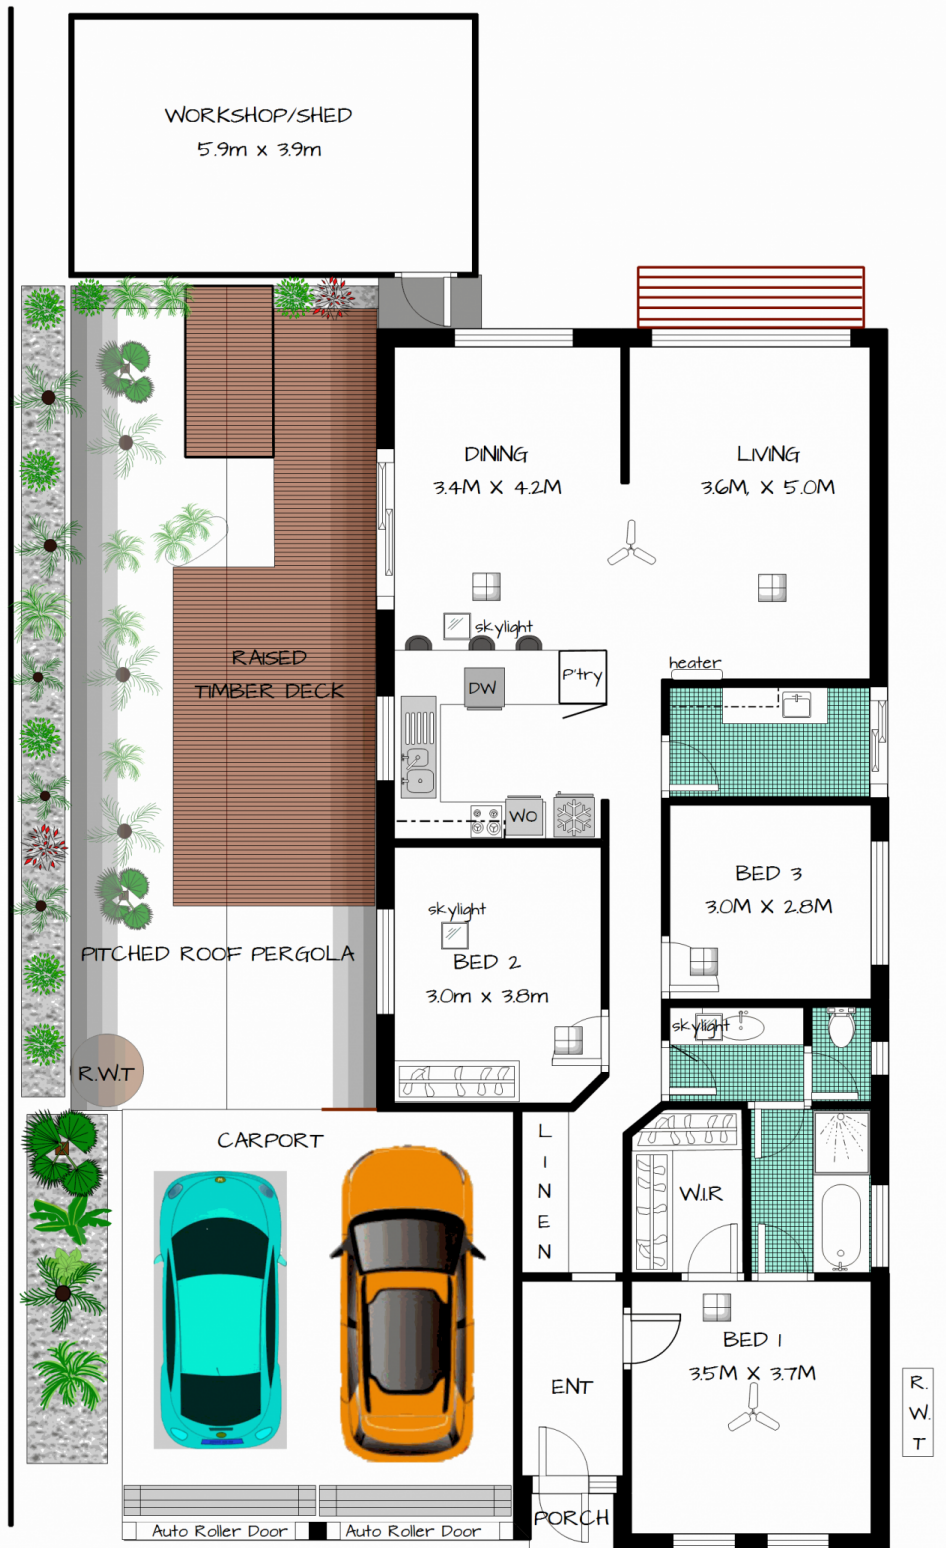 WORKSHOP/SHED
5.9m x 3.9m
DINING
3.4M X 4.2M
LIVING
3.6M, X 5.0M
skylight
RAISED
TIMBER DECK
DW
P'try
heater
WO
BED 3
3.0M X 2.8M
skylight
BED 2
3.0m x 3.8m
PITCHED ROOF PERGOLA
skylight
R.W.T
CARPORT
L
I
N
E
N
W.I.R
BED 1
3.5M X 3.7M
ENT
R.
W.
T
PORCH
Auto Roller Door
Auto Roller Door